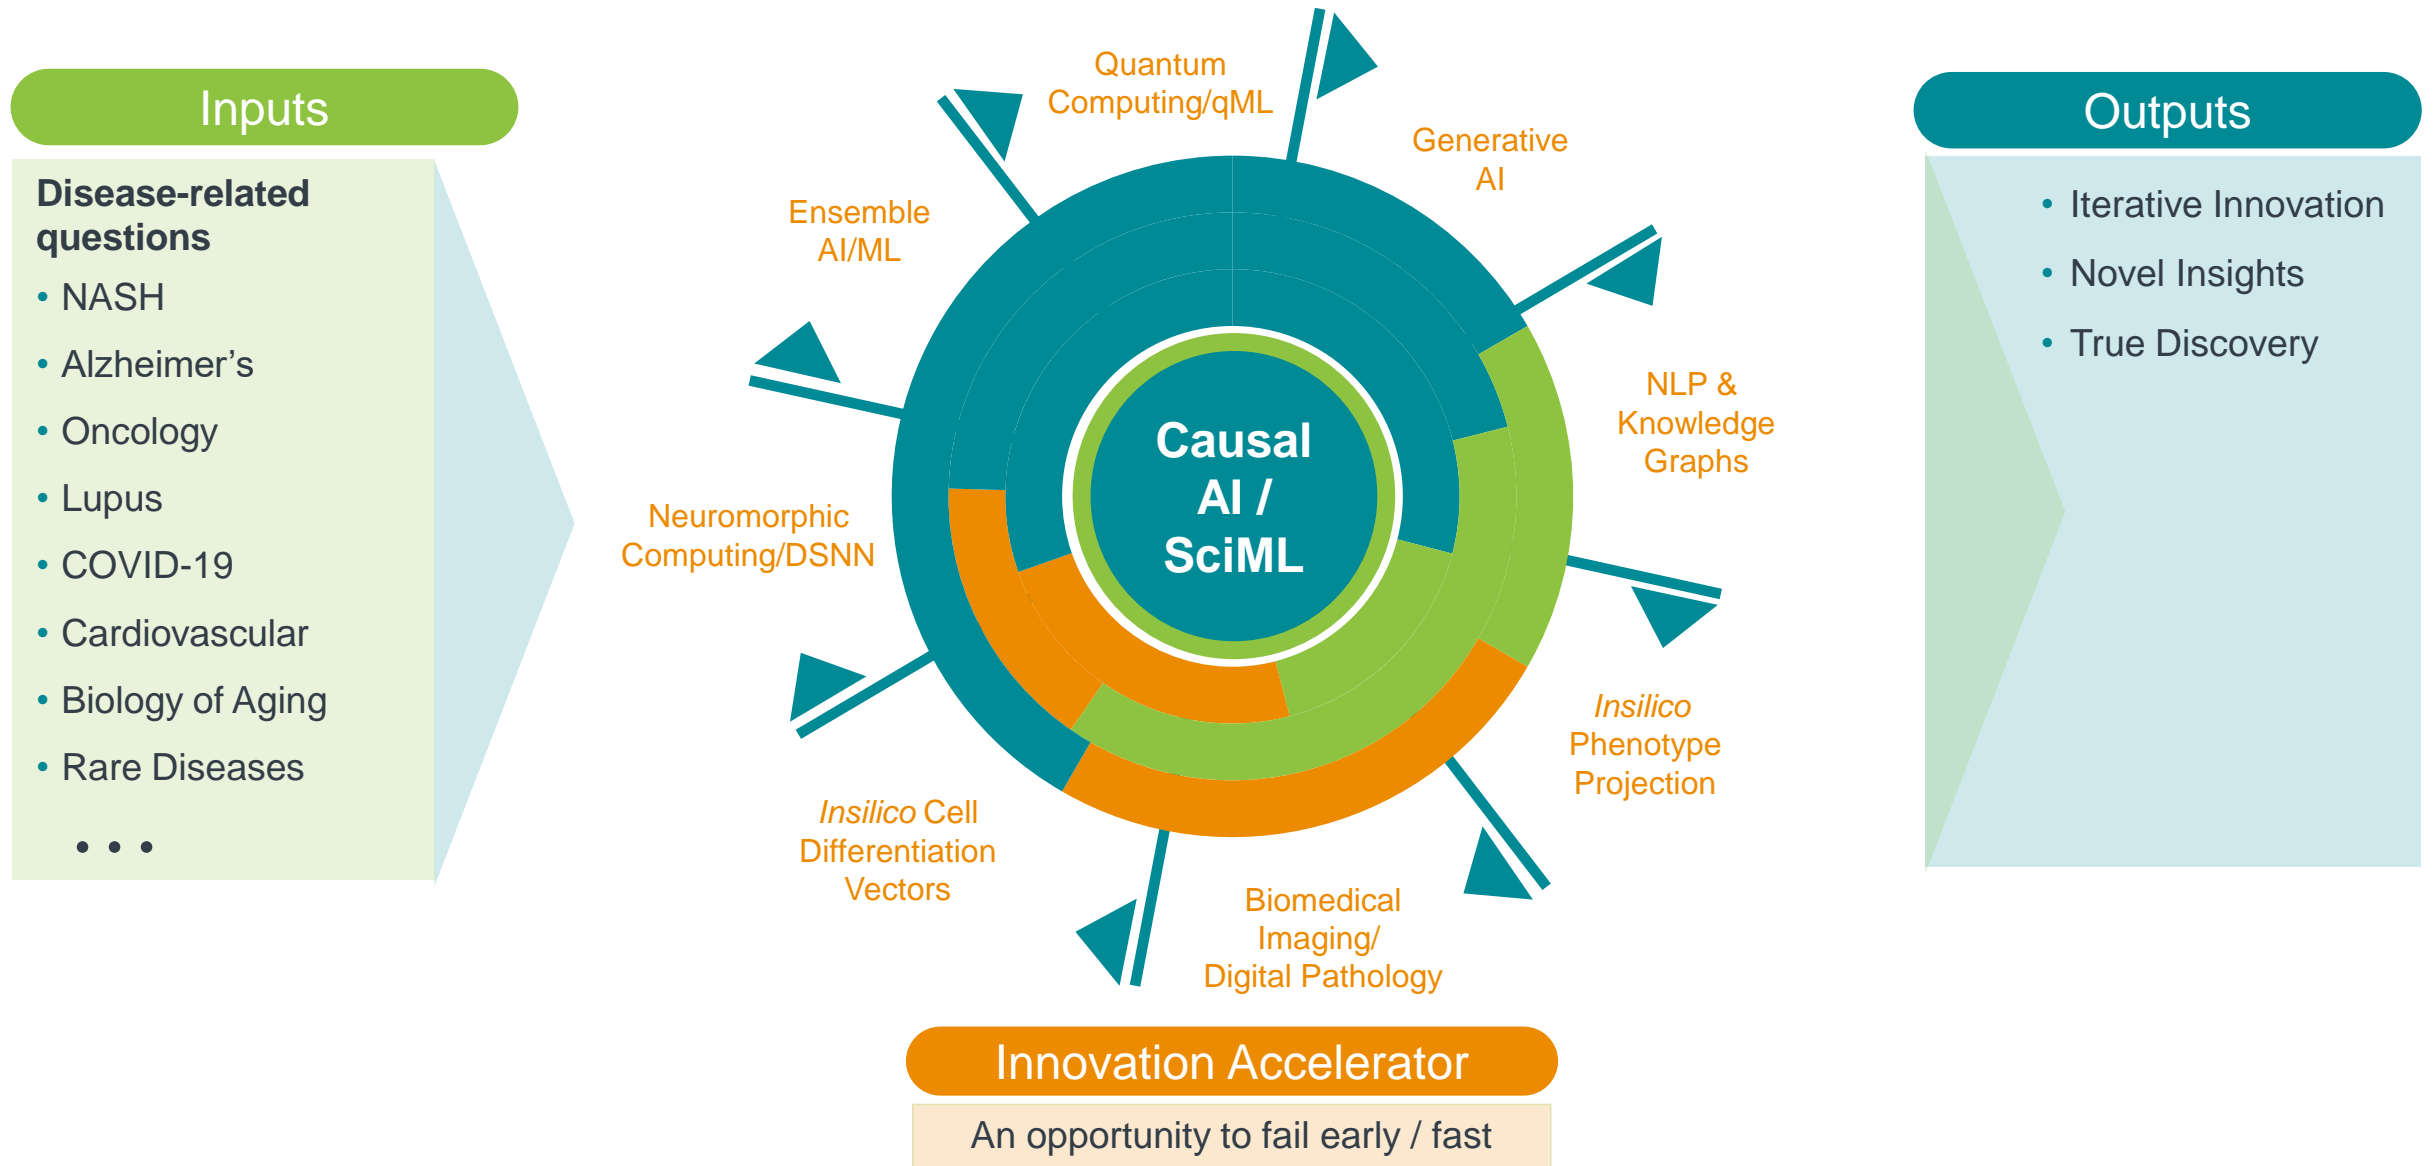 Inputs
Disease-related
questions
• NASH
• Alzheimer’s
• Oncology
• Lupus
• COVID-19
• Cardiovascular
• Biology of Aging
• Rare Diseases
• • •
Quantum
Computing/qML
Generative
AI
Ensemble
AI/ML
NLP &
Knowledge
Graphs
Causal
AI /
SciML
Neuromorphic
Computing/DSNN
Insilico
Phenotype
Projection
Insilico Cell
Differentiation
Vectors
Biomedical
Imaging/
Digital Pathology
Innovation Accelerator
An opportunity to fail early / fast
Outputs
• Iterative Innovation
• Novel Insights
• True Discovery